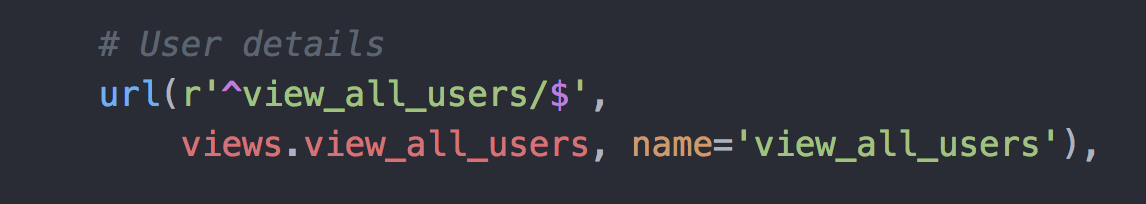 # User details
url(r'^view_all_users/$',
views.view_all_users, name='view_all_users'),